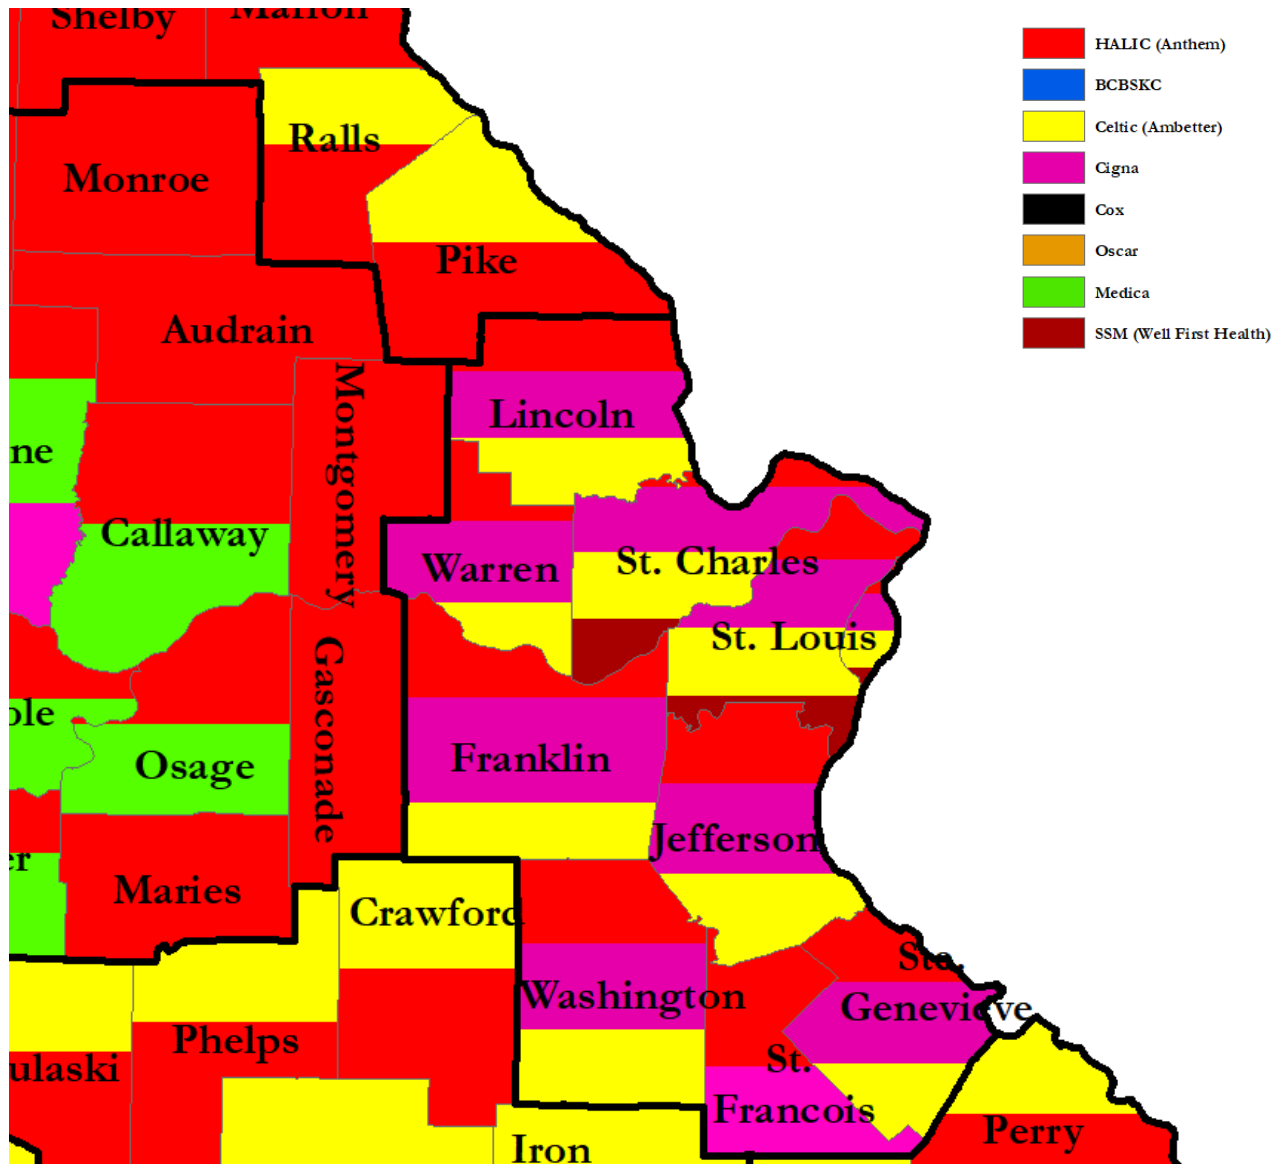 Shelby
Marion
HALIC (Anthem)
BCBSKC
Celtic (Ambetter)
Ralls
Cigna
Monroe
Cox
Oscar
Pike
Medica
Audrain
SSM (Well First Health)
Montgomery
Lincoln
ne
Callaway
St. Charles
Warren
St. Louis
Gasconade
ole
Osage
Franklin
Jefferson
er
Maries
Crawford
Ste.
Genevieve
Washington
Phelps
St.
Francois
ulaski
Perry
Iron